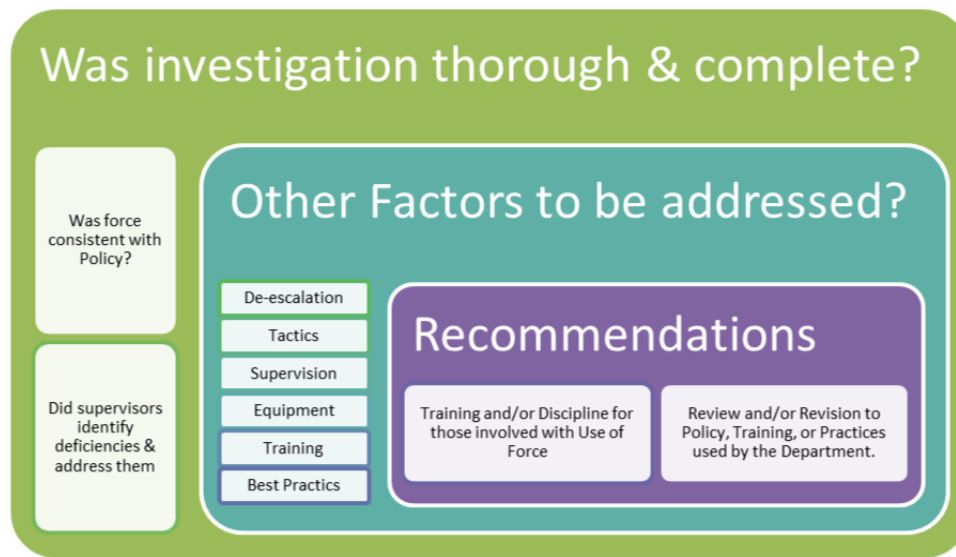 Was investigation thorough & complete?
Was force
consistent with
Policy?
Did supervisors
identify
deficiencies &
address them
Other Factors to be addressed?
De-escalation
Tactics
Supervision
Equipment
Training
Best Practics
Recommendations
Training and/or Discipline for
those involved with Use of
Force
Review and/or Revision to
Policy, Training, or Practices
used by the Department.